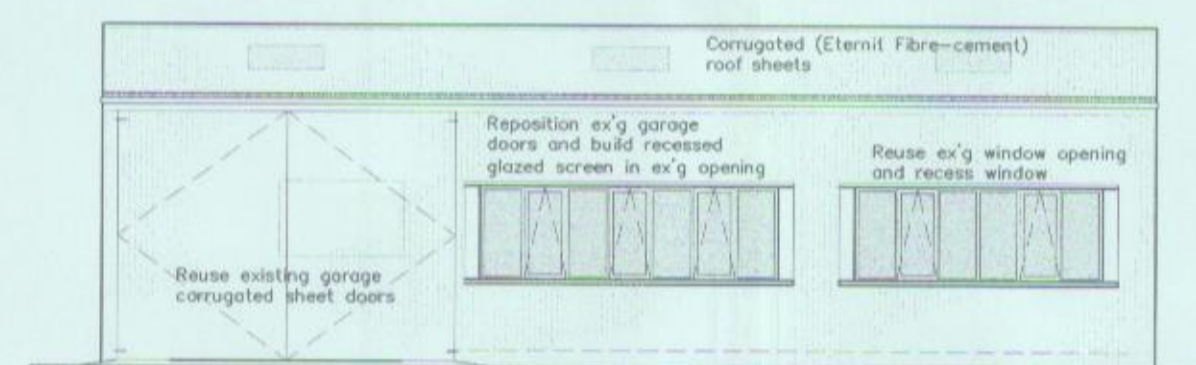 Corrugated (Eternit Fibre-cement)
roof sheets
Reposition ex'g garage
doors and build recessed
glazed screen in ex'g opening
Reuse ex'g window opening
and recess window
Reuse existing garage
corrugated sheet doors